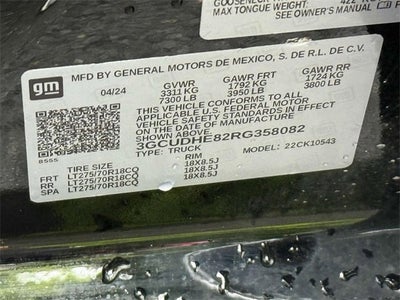 GOOSENECK
MAX TONGUE WEIGHT.
SEE OWNER'S MANUAL
gm
MFD BY GENERAL MOTORS DE MEXICO, S. DE R.L. DE C.V.
04/24 GVWR GAWR FRT GAWR RR
3311 KG 1792 KG 1724 KG
7300 LB 3950 LB 3800 LB
THIS VEHICLE CONFORMS TO ALL
APPLICABLE U.S. FEDERAL MOTOR
VEHICLE SAFETY STANDARDS IN EFFECT
ON THE DATE OF MANUFACTURE
SHOWN ABOVE.
3GCUDHE82RG358082
TYPE: TRUCK MODEL: 22CK10543
8555
TIRE SIZE RIM
FRT LT275/70R18CQ 18X8.5J
RR LT275/70R18CQ 18X8.5J
SPA LT275/70R18CQ 18X8.5J